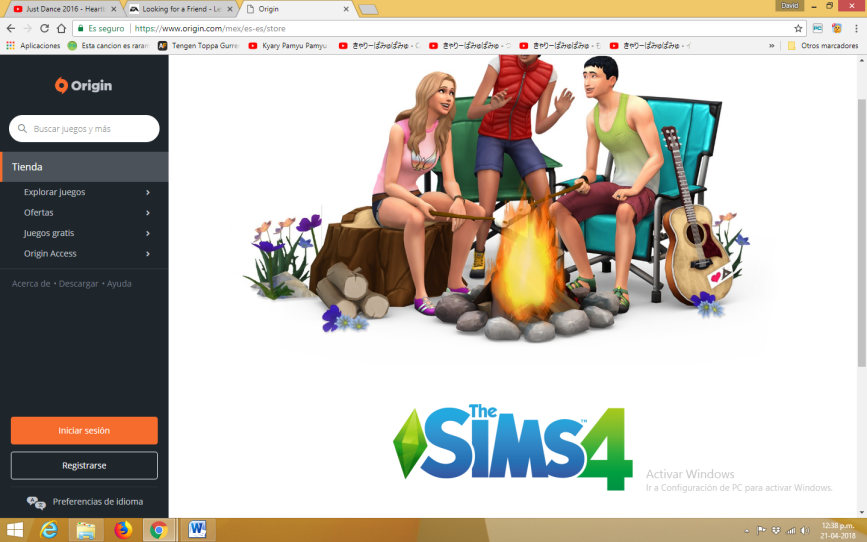 Just Dance 2016 - Heartb
Looking for a Friend - Le
Origin
David
Es seguro
https://www.origin.com/mex/es-es/store
Aplicaciones
Esta cancion es raram
Tengen Toppa Gurre
Kyary Pamyu Pamyu
きゃりーぱみゅぱみゅ - C
きゃりーぱみゅぱみゅ -
きゃりーぱみゅぱみゅ - も
きゃりーぱみゅぱみゅ - イ
»
Otros marcadores
Origin
Buscar juegos y más
Tienda
Explorar juegos
Ofertas
Juegos gratis
Origin Access
Acerca de • Descargar • Ayuda
The
SIMS 4
Iniciar sesión
Registrarse
Preferencias de idioma
Activar Windows
Ir a Configuración de PC para activar Windows.
12:38 p.m.
21-04-2018